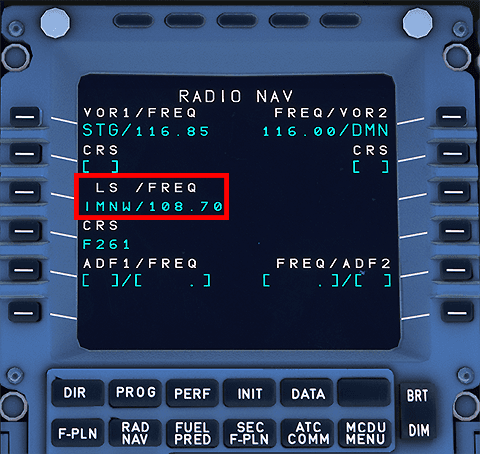 RADIO NAV
VOR1/FREQ FREQ/VOR2
STG/116.85 116.00/DMN
CRS CRS
[ ] [ ]
LS /FREQ
IMNW/108.70
CRS
F261
ADF1/FREQ FREQ/ADF2
[ ]/[ .] [ .]/[ ]
DIR PROG PERF INIT DATA BRT
F-PLN RAD NAV FUEL PRED SEC F-PLN ATC COMM MCDU MENU DIM